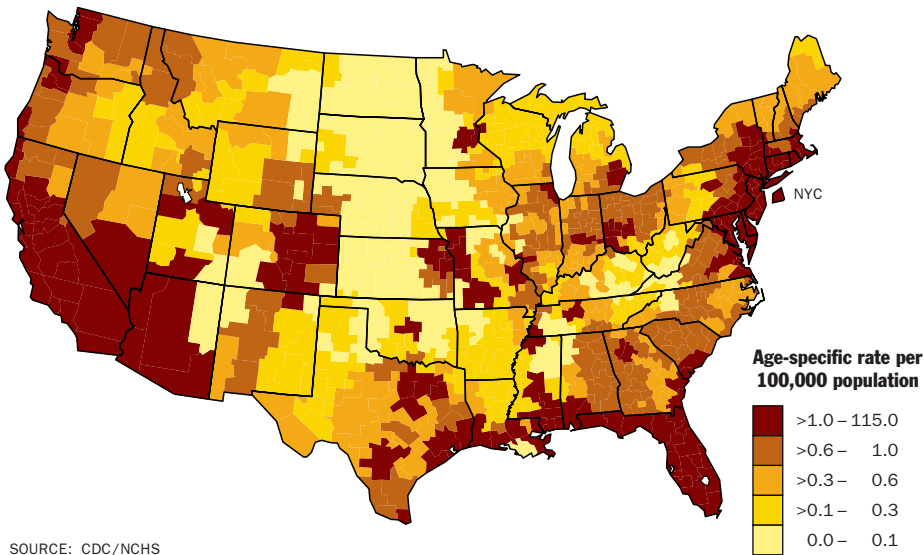 NYC
Age-specific rate per
100,000 population
>1.0 – 115.0
>0.6 – 1.0
>0.3 – 0.6
>0.1 – 0.3
0.0 – 0.1
SOURCE: CDC/NCHS